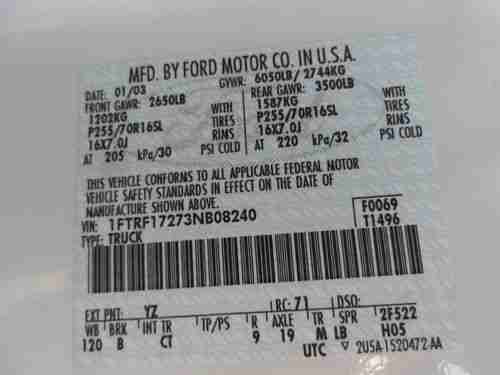 MFD. BY FORD MOTOR CO. IN U.S.A.
DATE: 01/03 GVWR: 6050LB/ 2744KG
FRONT GAWR: 2650LB REAR GAWR: 3500LB
1202KG WITH 1587KG WITH
P255/70R16SL TIRES P255/70R16SL TIRES
16X7.0J RIMS 16X7.0J RIMS
AT 205 kPa/30 PSI COLD AT 220 kPa/32 PSI COLD
THIS VEHICLE CONFORMS TO ALL APPLICABLE FEDERAL MOTOR
VEHICLE SAFETY STANDARDS IN EFFECT ON THE DATE OF
MANUFACTURE SHOWN ABOVE
VIN: 1FTRF17273NB08240 F0069
TYPE: TRUCK T1496
EXT PNT: YZ RC: 71 DSO:
WB BRK INT TR TP/PS R AXLE TR SPR 2F522
120 B CT 9 19 M LB H05
UTC 2U5A 1520472 AA